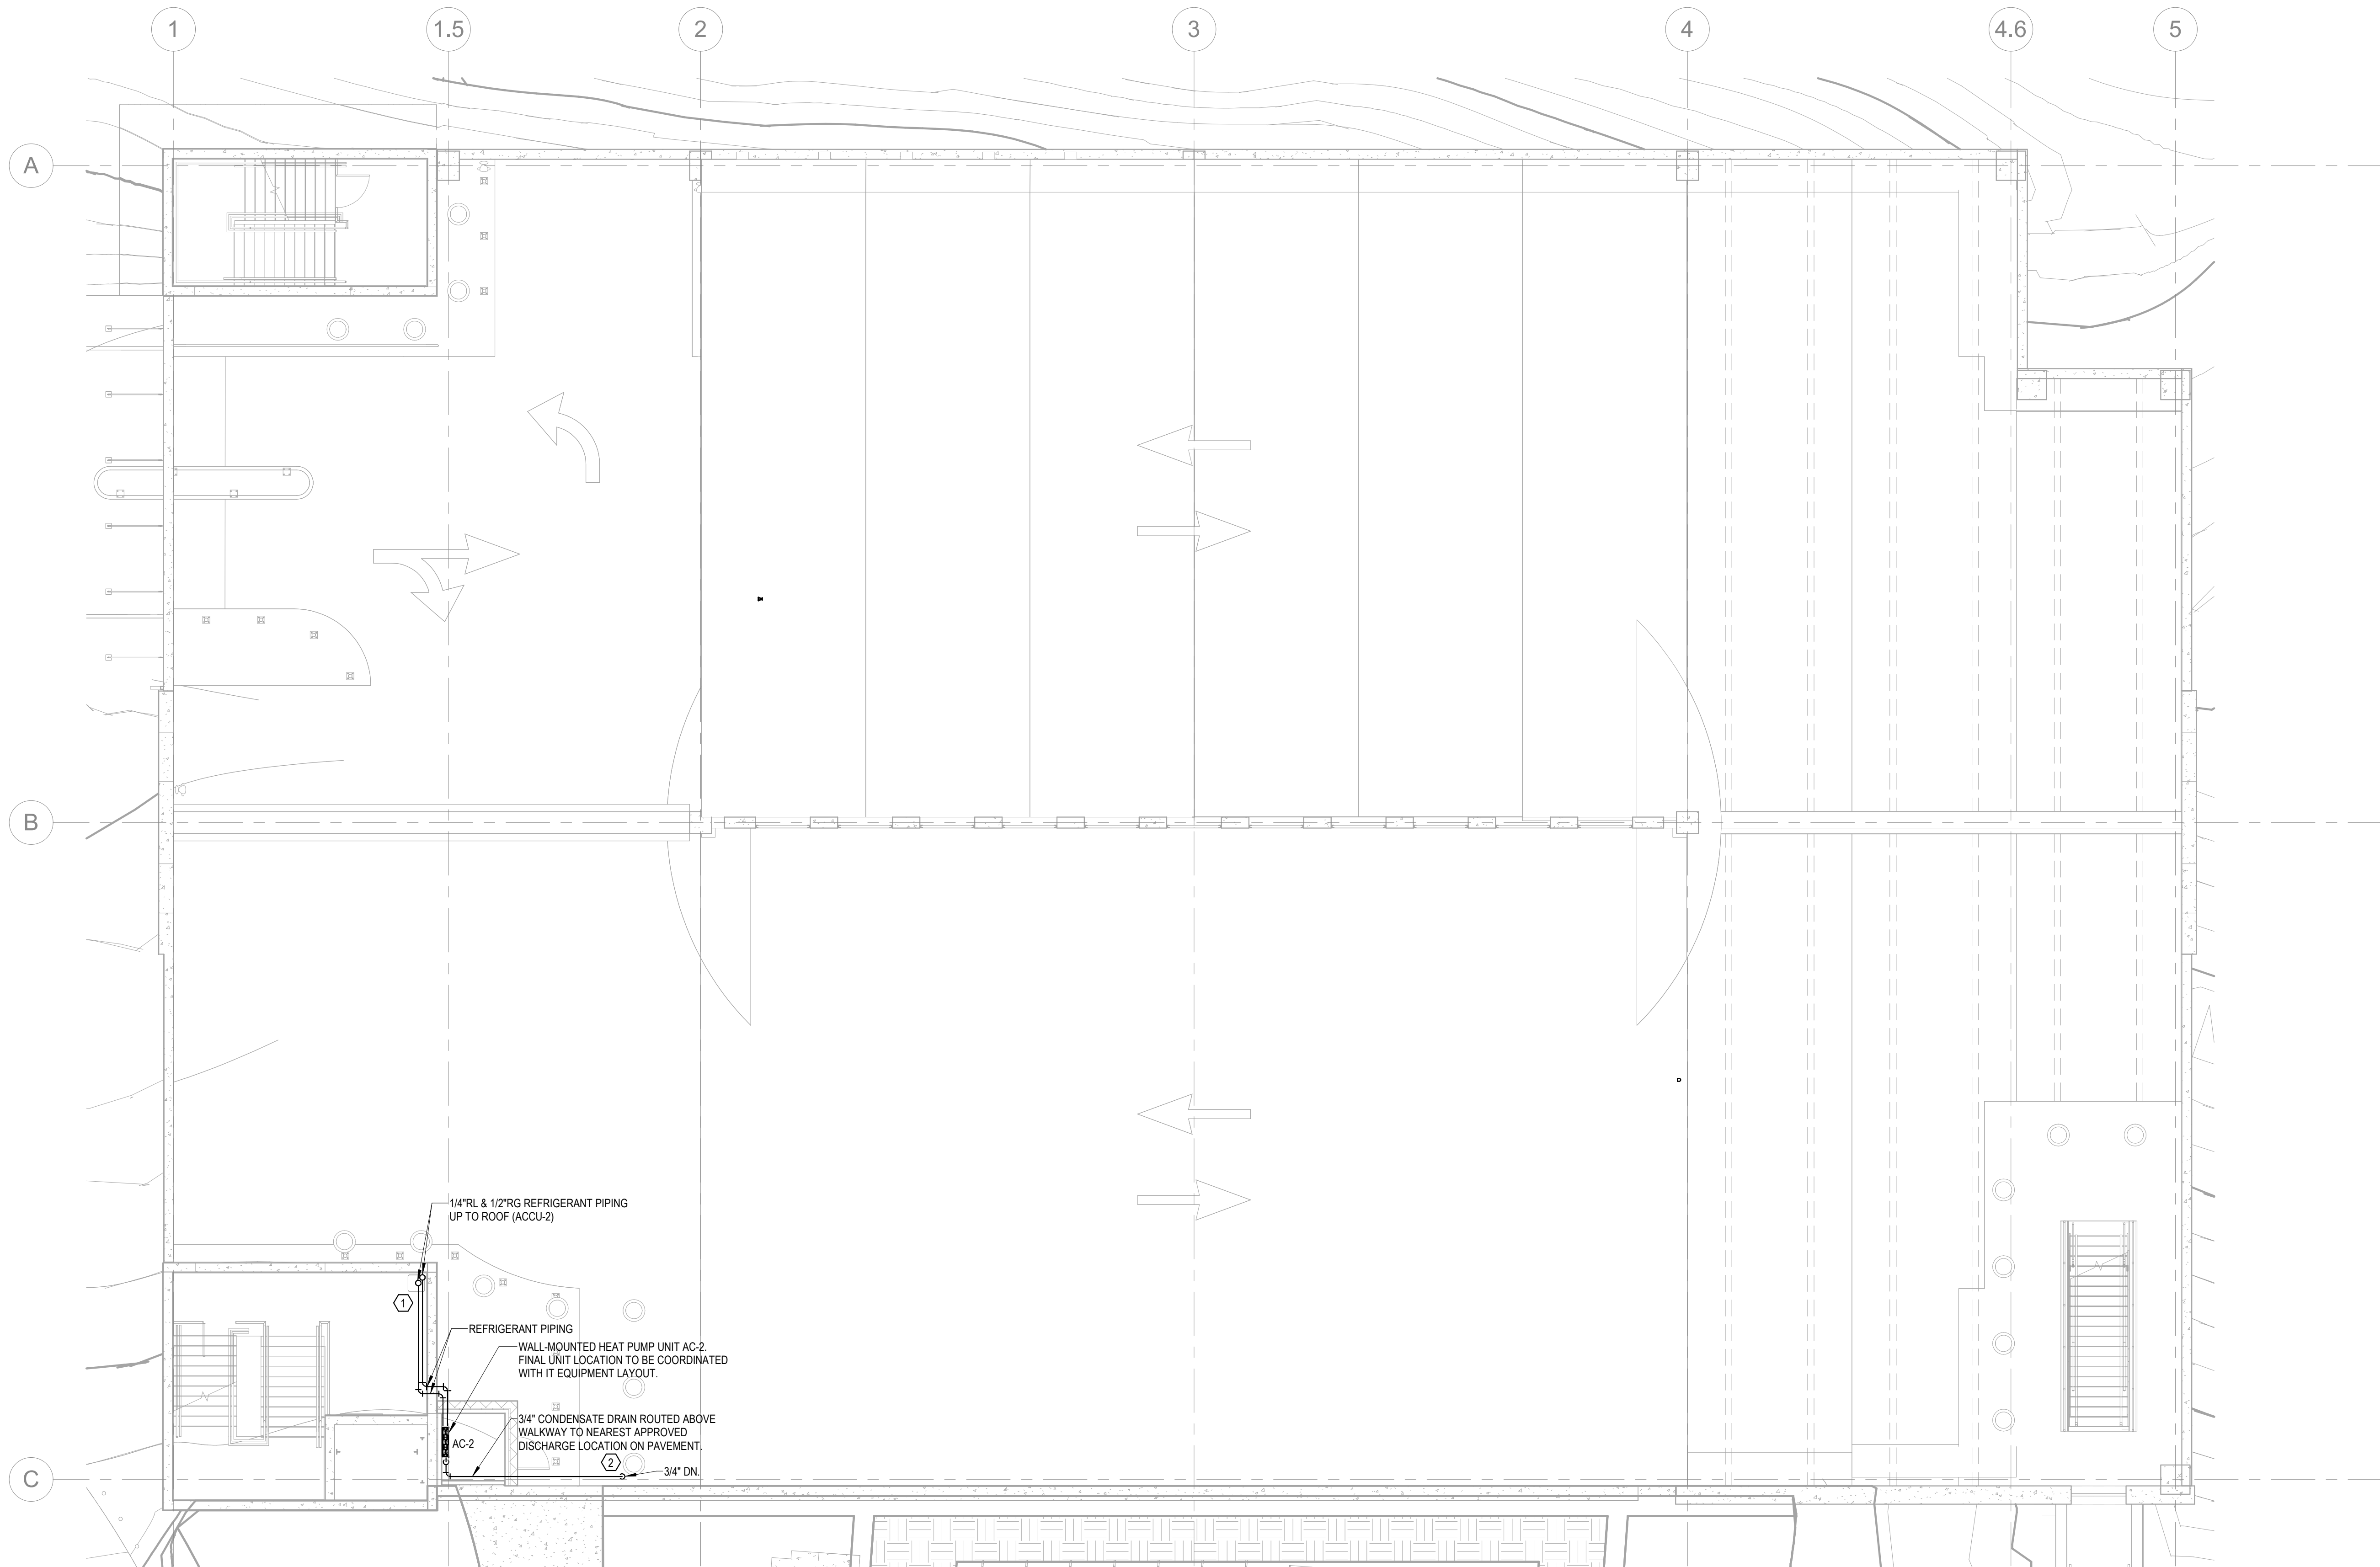 1
1.5
2
3
4
4.6
5
A
B
C
1/4"RL & 1/2"RG REFRIGERANT PIPING
UP TO ROOF (ACCU-2)
1
REFRIGERANT PIPING
WALL-MOUNTED HEAT PUMP UNIT AC-2.
FINAL UNIT LOCATION TO BE COORDINATED
WITH IT EQUIPMENT LAYOUT.
3/4" CONDENSATE DRAIN ROUTED ABOVE
WALKWAY TO NEAREST APPROVED
DISCHARGE LOCATION ON PAVEMENT.
AC-2
2
3/4" DN.